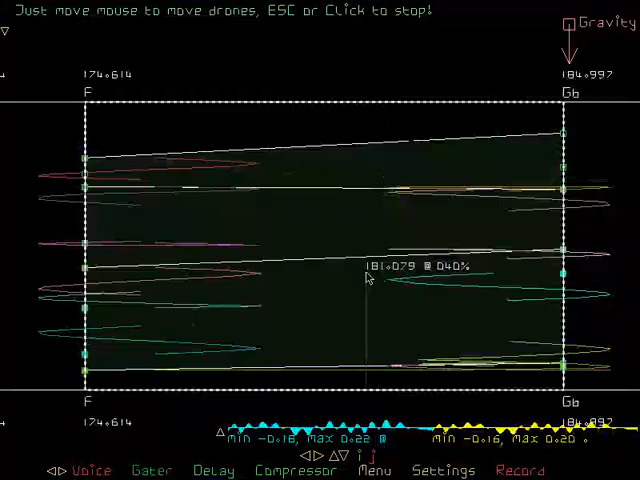 Just move mouse to move drones, ESC or Click to stop!
Gravity
174.614 184.997
F Gb
181.079 @ 040%
F Gb
174.614 184.997
min -0.18, max 0.22 @ min -0.16, max 0.20 .
i j
Voice Gater Delay Compressor Menu Settings Record